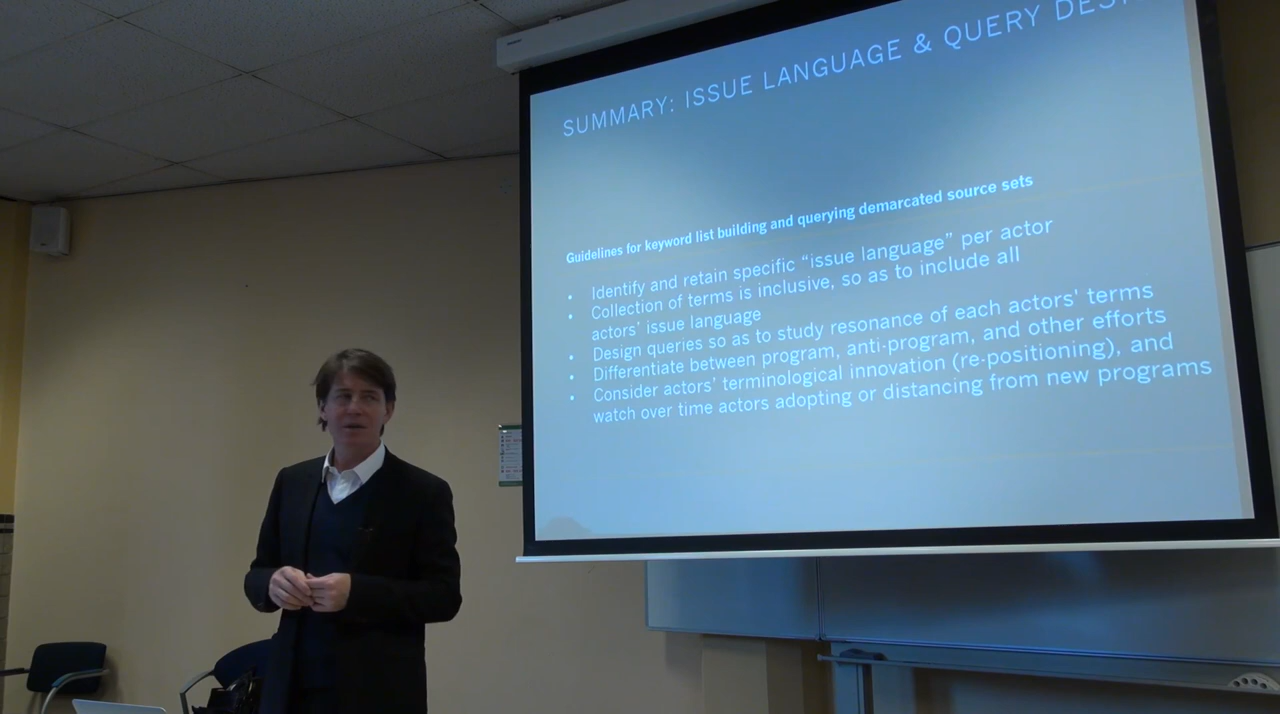 SUMMARY: ISSUE LANGUAGE & QUERY
Guidelines for keyword list building and querying demarcated source sets
• Identify and retain specific “issue language” per actor
• Collection of terms is inclusive, so as to include all
actors' issue language
• Design queries so as to study resonance of each actors' terms
• Differentiate between program, anti-program, and other efforts
• Consider actors' terminological innovation (re-positioning), and
watch over time actors adopting or distancing from new programs